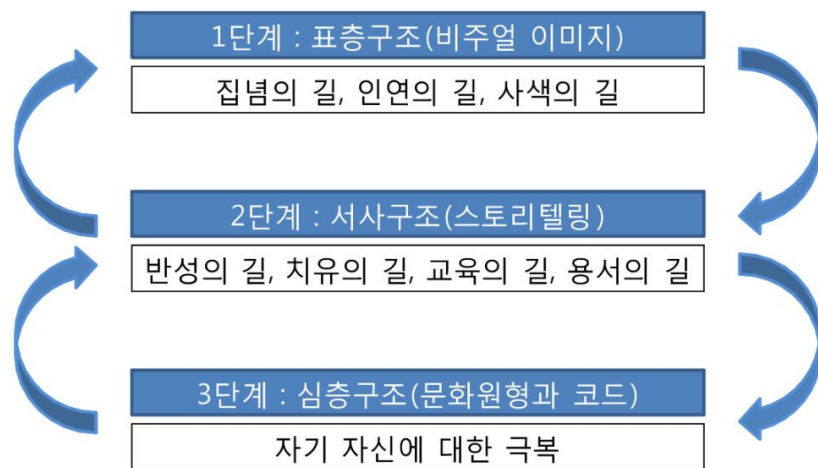 1단계 : 표층구조(비주얼 이미지)
집념의 길, 인연의 길, 사색의 길
2단계 : 서사구조(스토리텔링)
반성의 길, 치유의 길, 교육의 길, 용서의 길
3단계 : 심층구조(문화원형과 코드)
자기 자신에 대한 극복